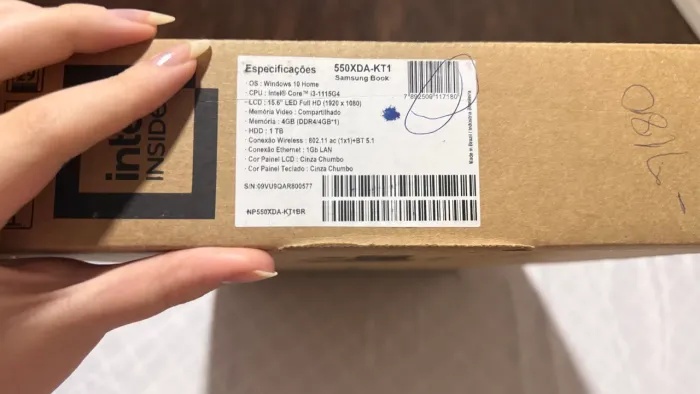 intel
INSIDE
Especificações 550XDA-KT1
Samsung Book
· OS : Windows 10 Home
· CPU : Intel® Core™ i3-1115G4
· LCD : 15.6" LED Full HD (1920 x 1080)
· Memória Vídeo : Compartilhado
· Memória : 4GB (DDR4/4GB*1)
· HDD : 1 TB
· Conexão Wireless : 802.11 ac (1x1)+BT 5.1
· Conexão Ethernet : 1Gb LAN
· Cor Painel LCD : Cinza Chumbo
· Cor Painel Teclado : Cinza Chumbo
7 892509 117180
S/N:09VU9QAR800577
NP550XDA-KT1BR